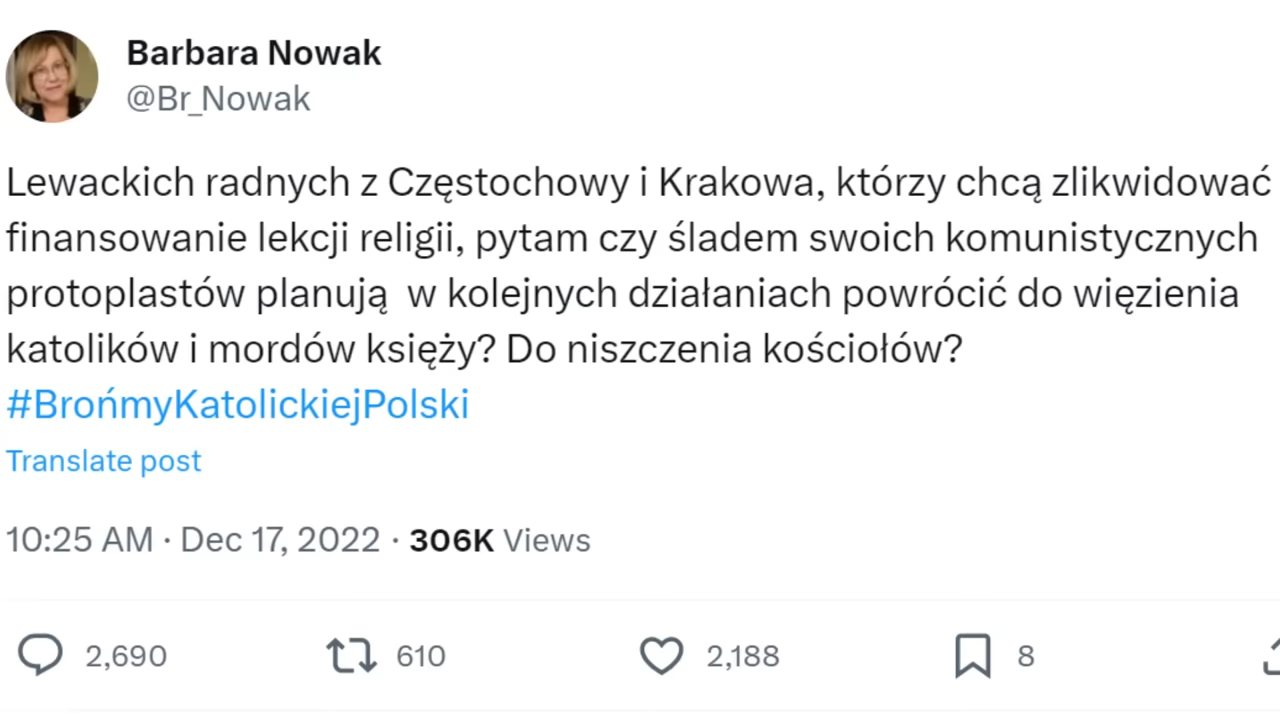 Barbara Nowak
@Br_Nowak
Lewackich radnych z Częstochowy i Krakowa, którzy chcą zlikwidować
finansowanie lekcji religii, pytam czy śladem swoich komunistycznych
protoplastów planują  w kolejnych działaniach powrócić do więzienia
katolików i mordów księży? Do niszczenia kościołów?
#BrońmyKatolickiejPolski
Translate post
10:25 AM · Dec 17, 2022 · 306K Views
2,690 610 2,188 8